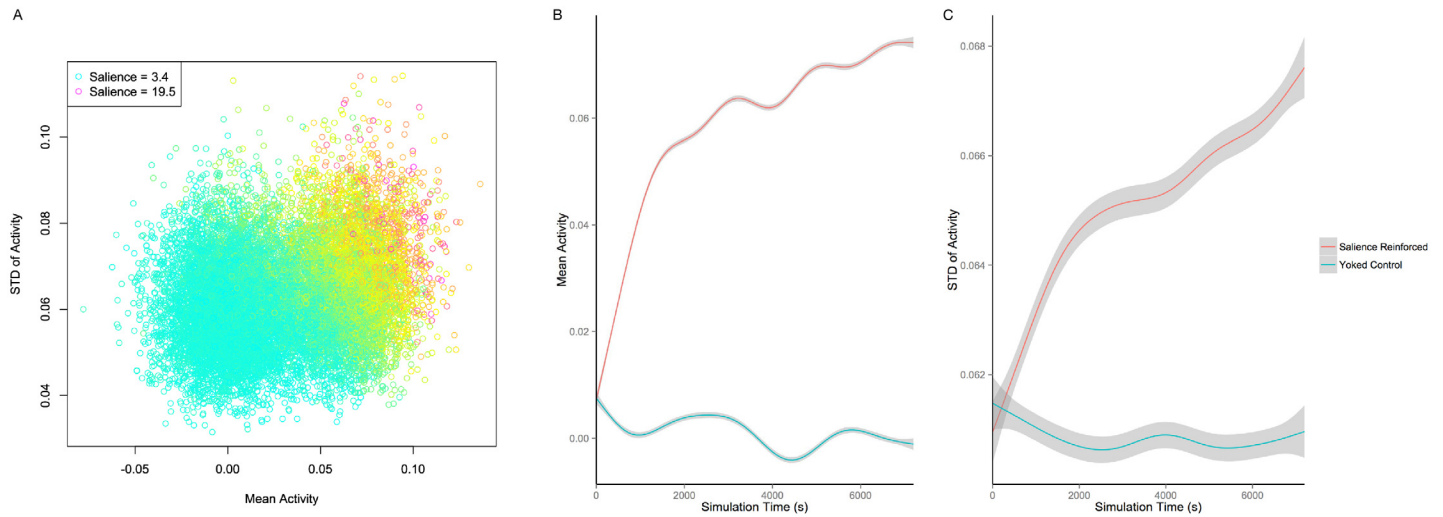 A
Salience = 3.4
Salience = 19.5
STD of Activity
0.10
0.08
0.06
0.04
-0.05 0.00 0.05 0.10
Mean Activity
B
Mean Activity
0.06
0.04
0.02
0.00
0 2000 4000 6000
Simulation Time (s)
C
STD of Activity
0.068
0.066
0.064
0.062
0 2000 4000 6000
Simulation Time (s)
Salience Reinforced
Yoked Control